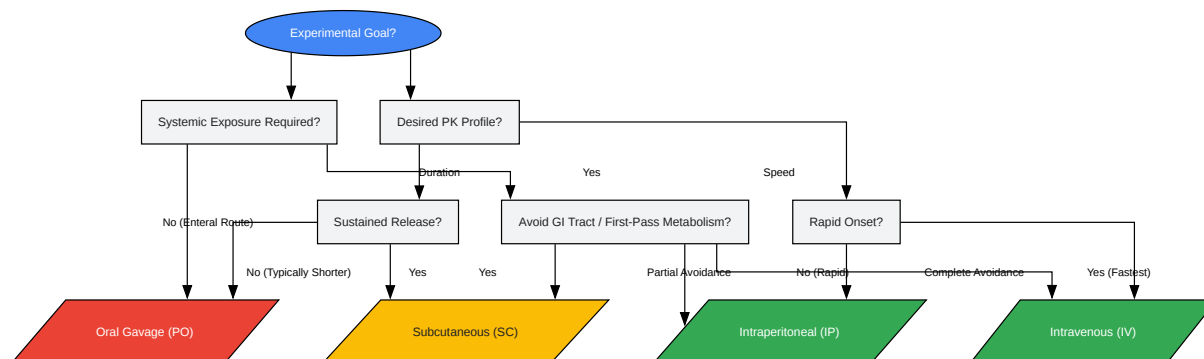 Experimental Goal?
Systemic Exposure Required?
Desired PK Profile?
Duration
Yes
Speed
No (Enteral Route)
Sustained Release?
Avoid GI Tract / First-Pass Metabolism?
Rapid Onset?
No (Typically Shorter)
Yes
Yes
Partial Avoidance
No (Rapid)
Complete Avoidance
Yes (Fastest)
Oral Gavage (PO)
Subcutaneous (SC)
Intraperitoneal (IP)
Intravenous (IV)